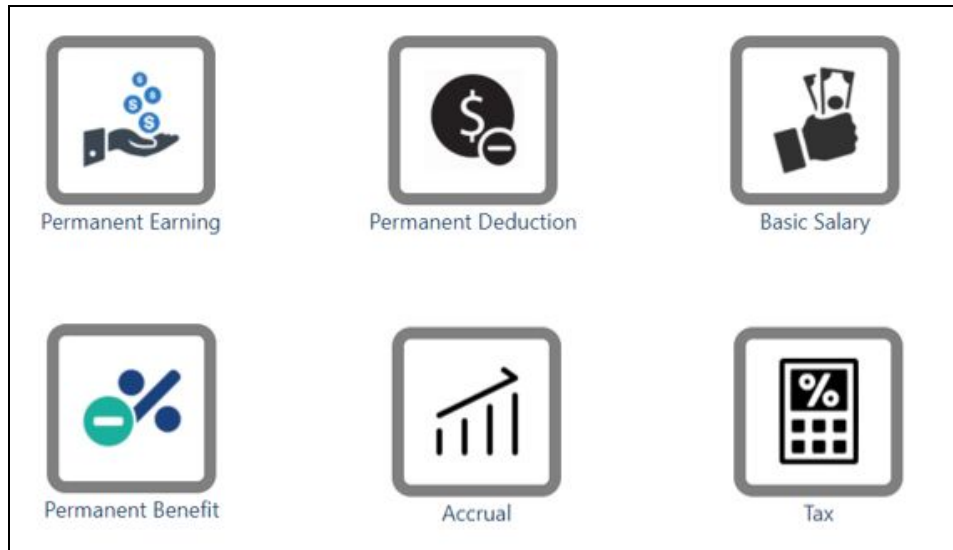 Permanent Earning
Permanent Deduction
Basic Salary
Permanent Benefit
Accrual
Tax